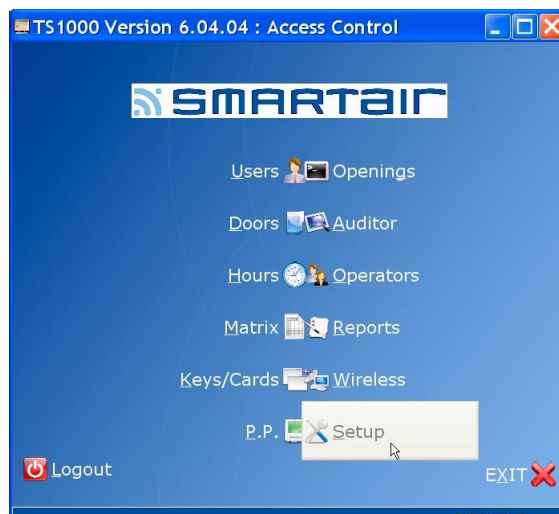 TS1000 Version 6.04.04 : Access Control
SMARTair
Users Openings
Doors Auditor
Hours Operators
Matrix Reports
Keys/Cards Wireless
P.P. Setup
Logout
EXIT